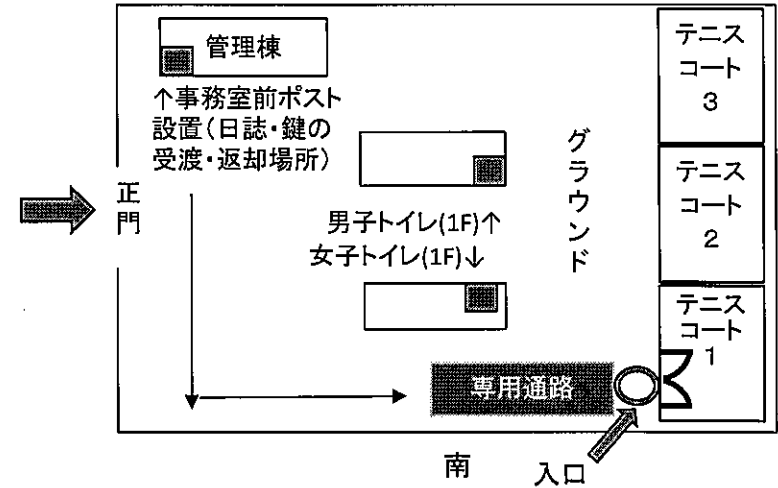 管理棟
↑事務室前ポスト
設置(日誌・鍵の
受渡・返却場所)
正門
男子トイレ(1F)↑
女子トイレ(1F)↓
グラウンド
テニス
コート
3
テニス
コート
2
テニス
コート
1
専用通路
南
入口